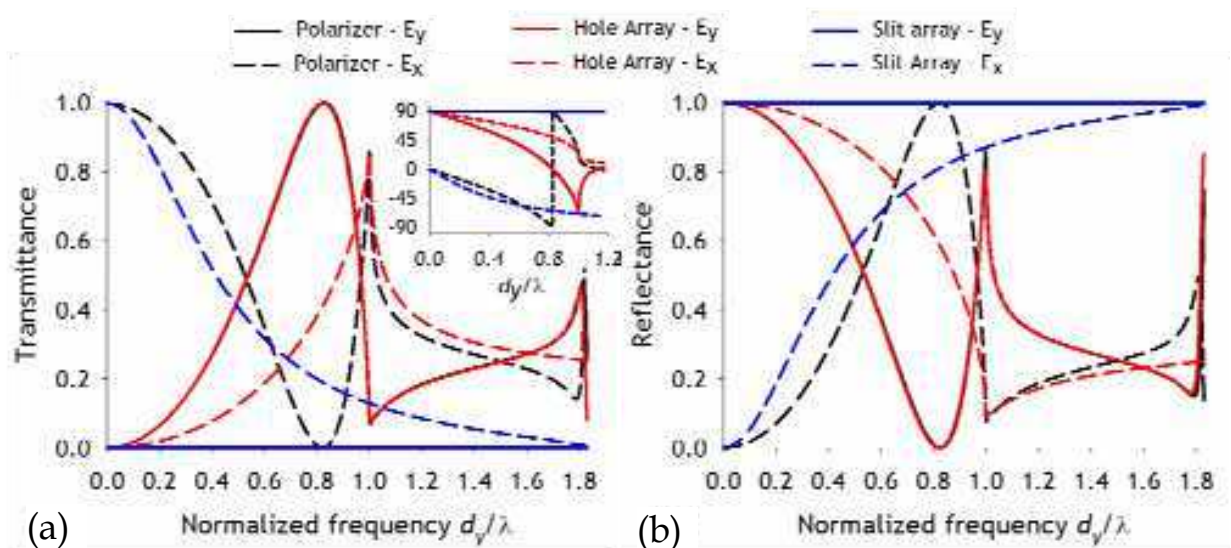 Polarizer - Ey
Hole Array - Ey
Slit array - Ey
Polarizer - Ex
Hole Array - Ex
Slit Array - Ex
Transmittance
1.0
0.8
0.6
0.4
0.2
0.0
0.0 0.2 0.4 0.6 0.8 1.0 1.2 1.4 1.6 1.8
Normalized frequency dy/λ
(a)
90
45
0
-45
-90
0.0 0.4 0.8 1.2
dy/λ
Reflectance
1.0
0.8
0.6
0.4
0.2
0.0
0.0 0.2 0.4 0.6 0.8 1.0 1.2 1.4 1.6 1.8
Normalized frequency dy/λ
(b)